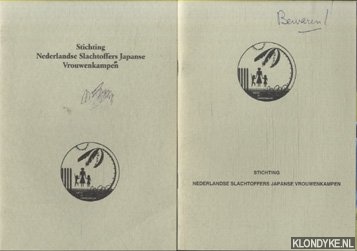 Stichting
Nederlandse Slachtoffers Japanse
Vrouwenkampen
Bewaren!
STICHTING
NEDERLANDSE SLACHTOFFERS JAPANSE VROUWENKAMPEN
KLONDYKE.NL